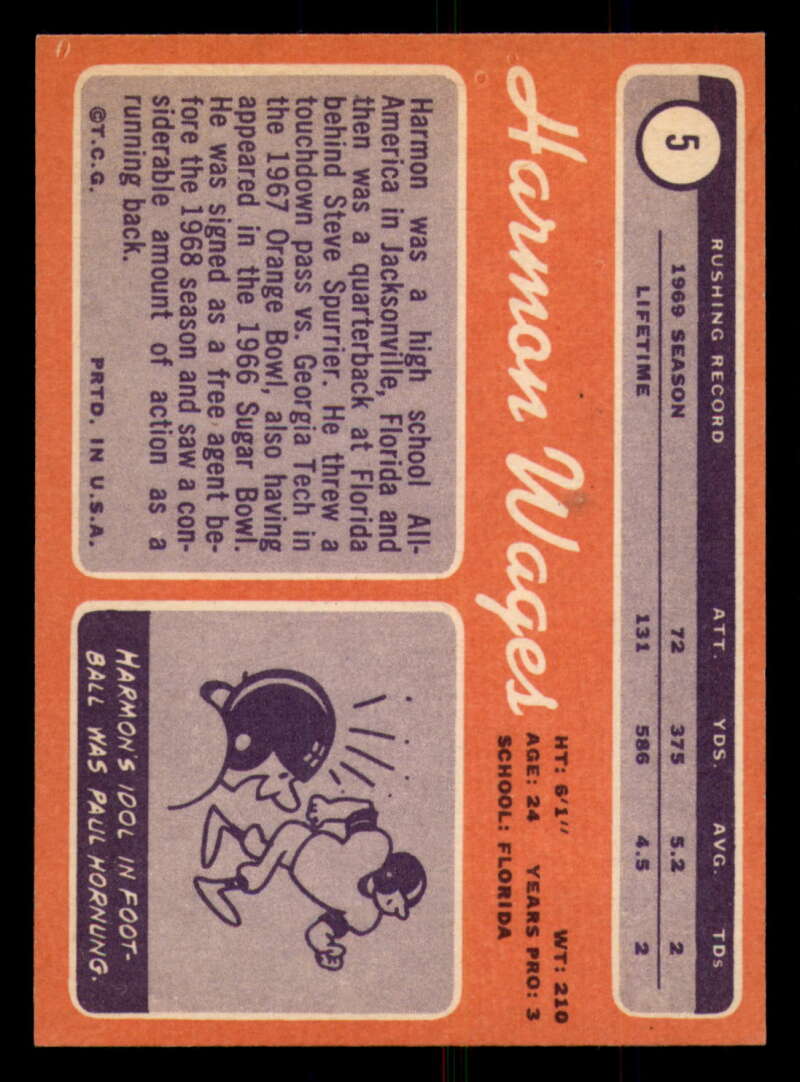 5
RUSHING RECORD ATT. YDS. AVG. TDs
1969 SEASON 72 375 5.2 2
LIFETIME 131 586 4.5 2
Harmon Wages
HT: 6'1" WT: 210
AGE: 24 YEARS PRO: 3
SCHOOL: FLORIDA
Harmon was a high school All-
America in Jacksonville, Florida and
then was a quarterback at Florida
behind Steve Spurrier. He threw a
touchdown pass vs. Georgia Tech in
the 1967 Orange Bowl, also having
appeared in the 1966 Sugar Bowl.
He was signed as a free agent be-
fore the 1968 season and saw a con-
siderable amount of action as a
running back.
©T.C.G. PRTD. IN U.S.A.
HARMON'S IDOL IN FOOT-
BALL WAS PAUL HORNUNG.